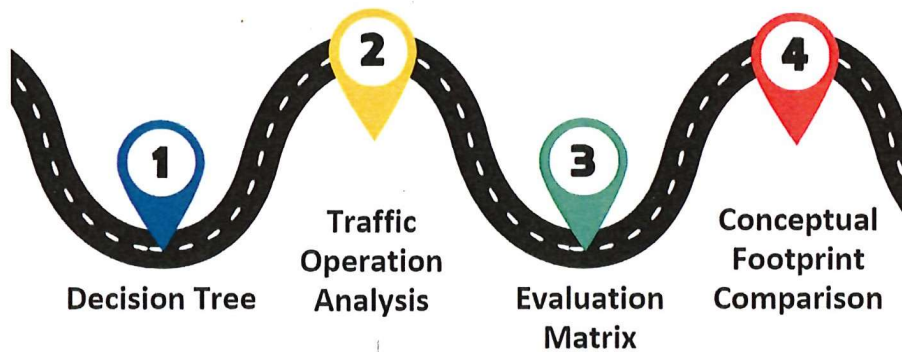 1
Decision Tree
2
Traffic
Operation
Analysis
3
Evaluation
Matrix
4
Conceptual
Footprint
Comparison